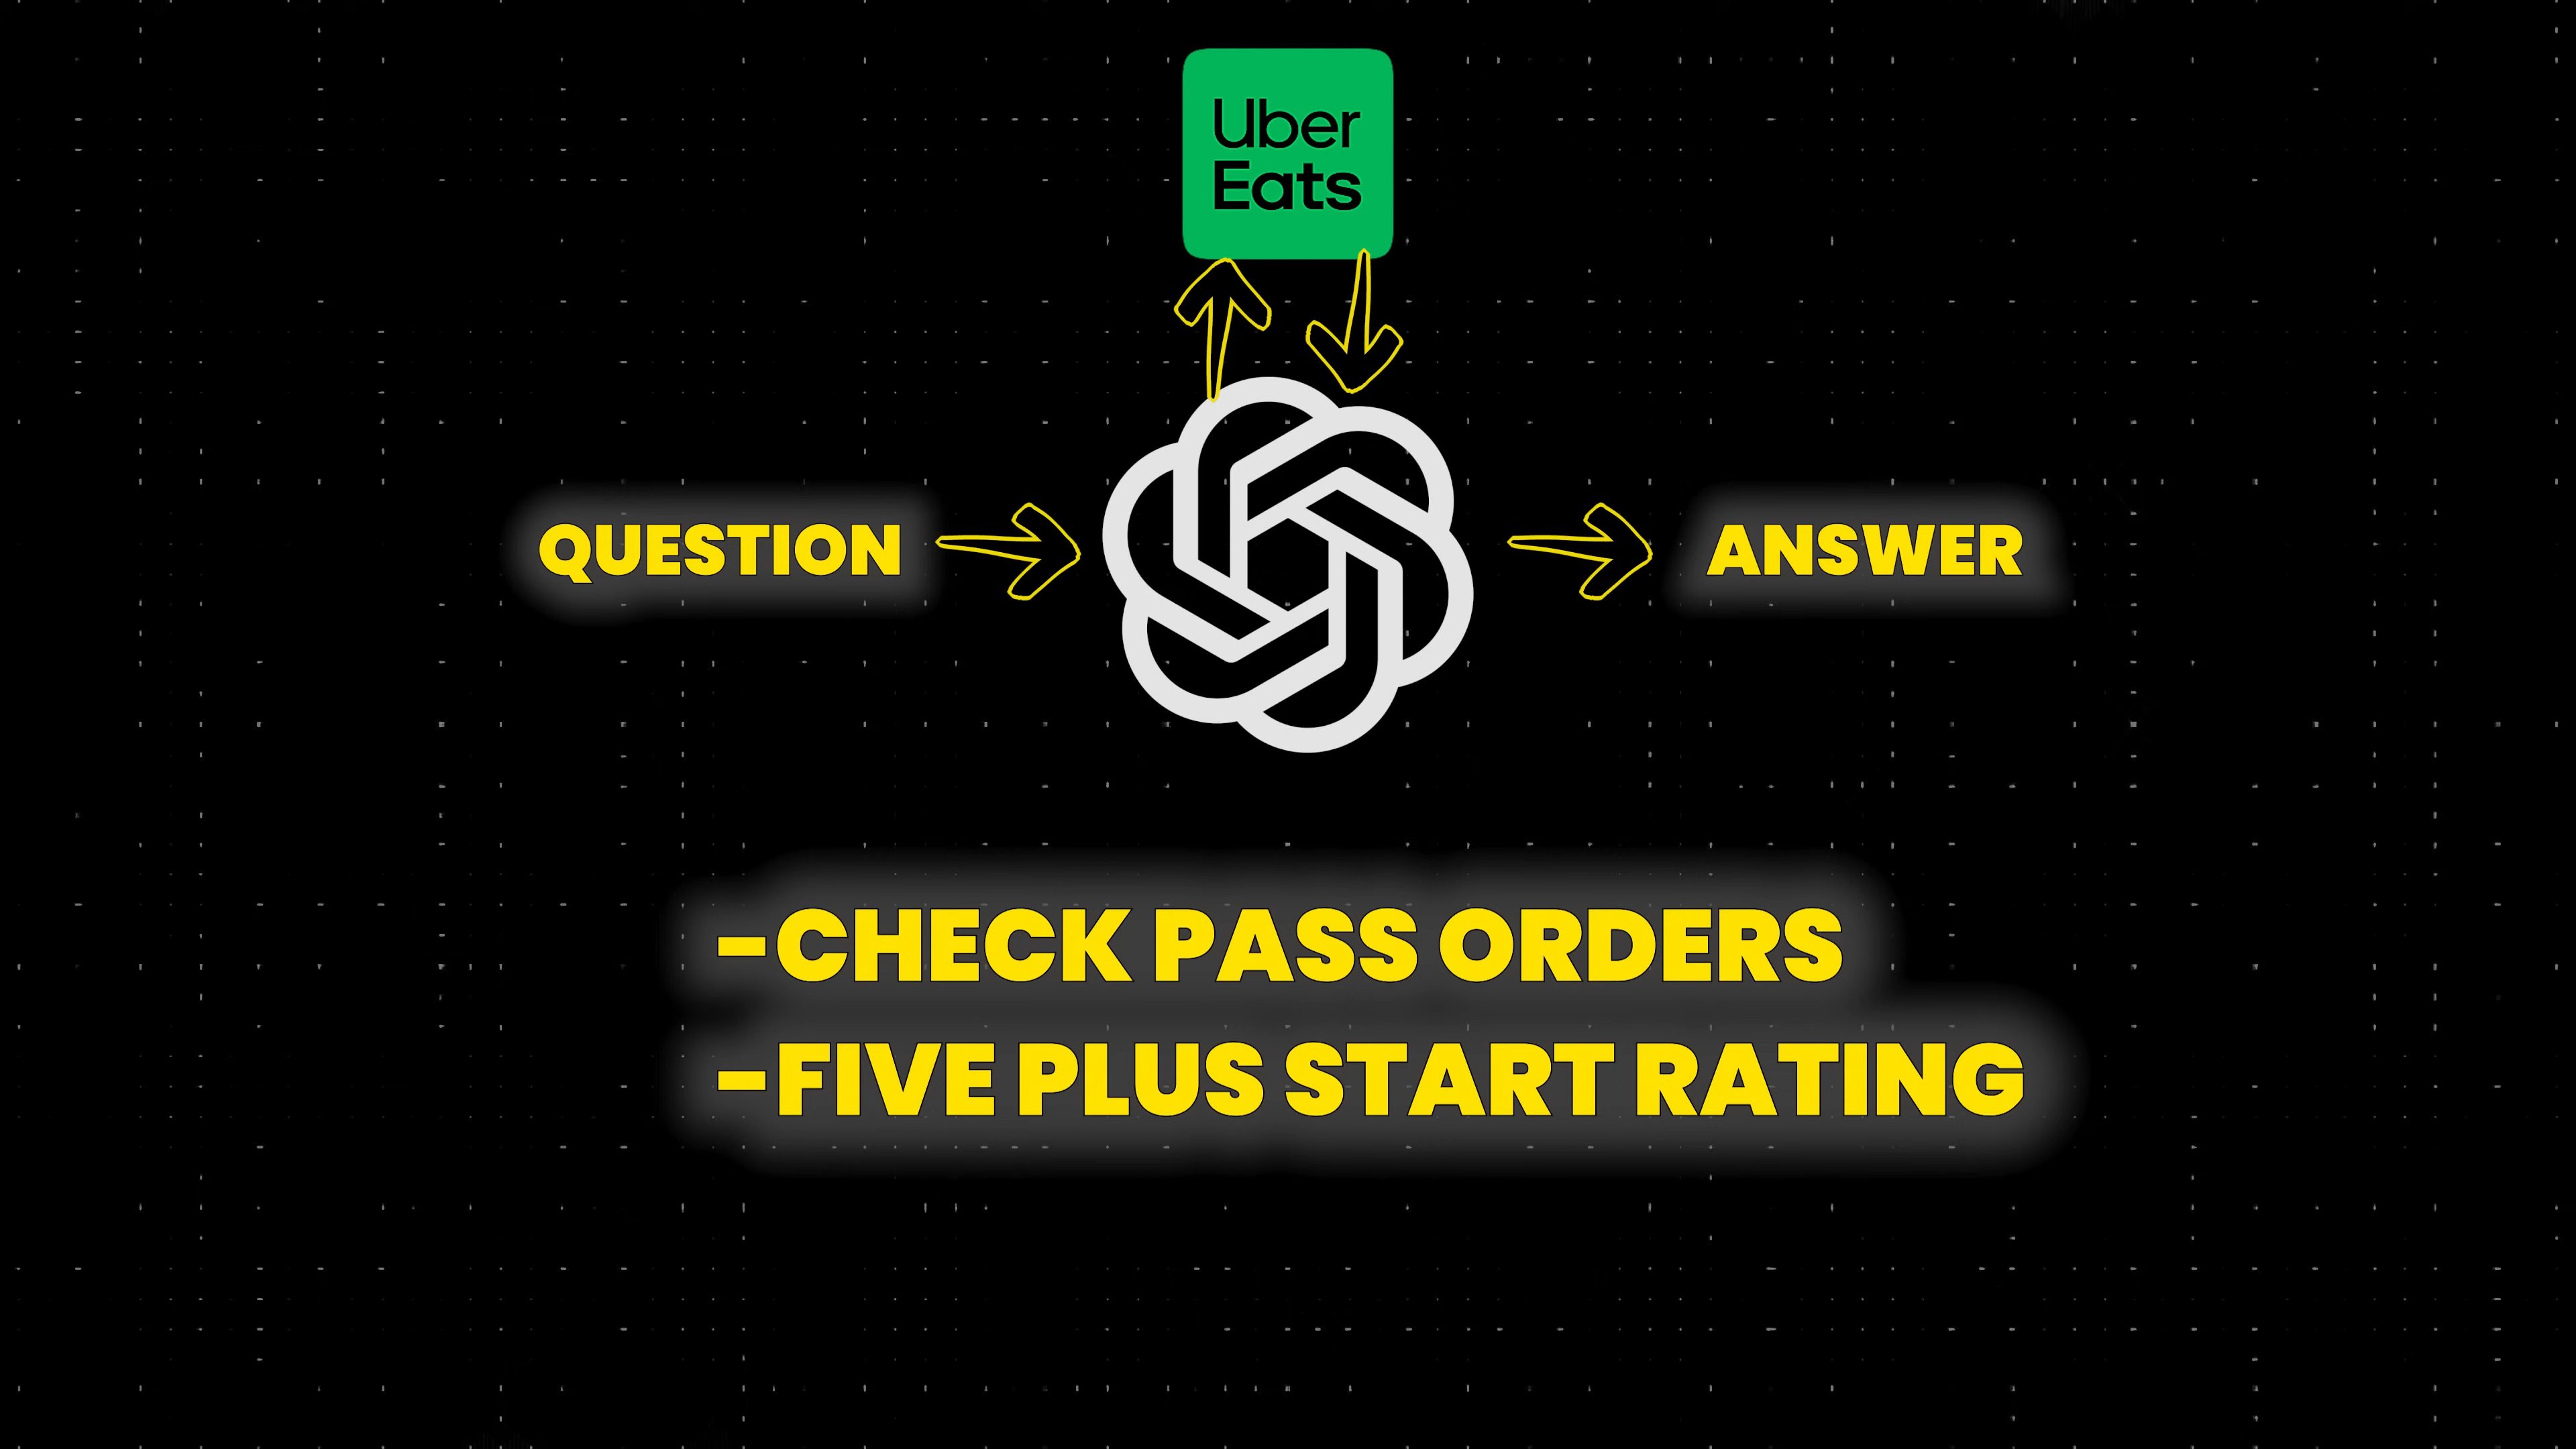 Uber
Eats
QUESTION
ANSWER
-CHECK PASS ORDERS
-FIVE PLUS START RATING